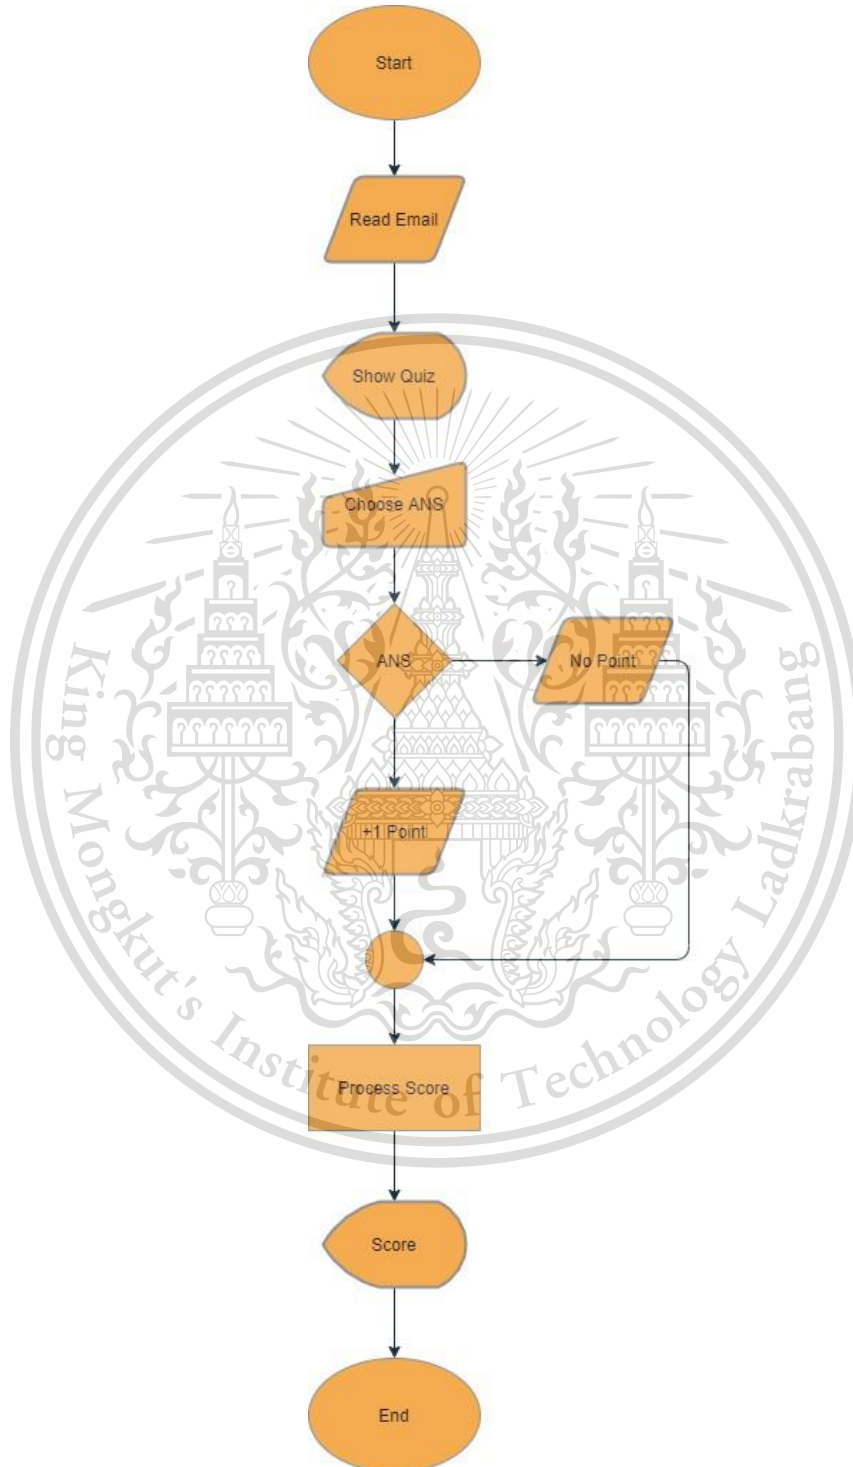 Start
Read Email
Show Quiz
Choose ANS
ANS
No Point
+1 Point
Process Score
Score
End
King Mongkut's Institute of Technology Ladkrabang